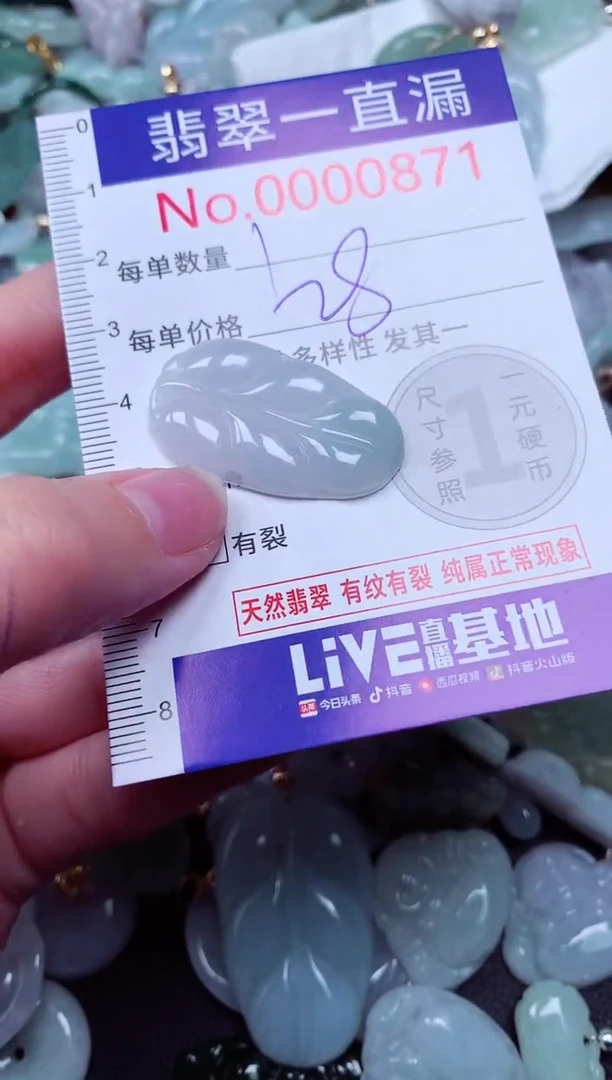 0
翡翠一直漏
No.0000871
1
2
每单数量 1
3
每单价格 28
多样性 发其一
4
尺寸参照
1
一元硬币
有裂
天然翡翠 有纹有裂 纯属正常现象
7
LIVE直播基地
8
头条 今日头条 抖音 西瓜视频 抖音火山版